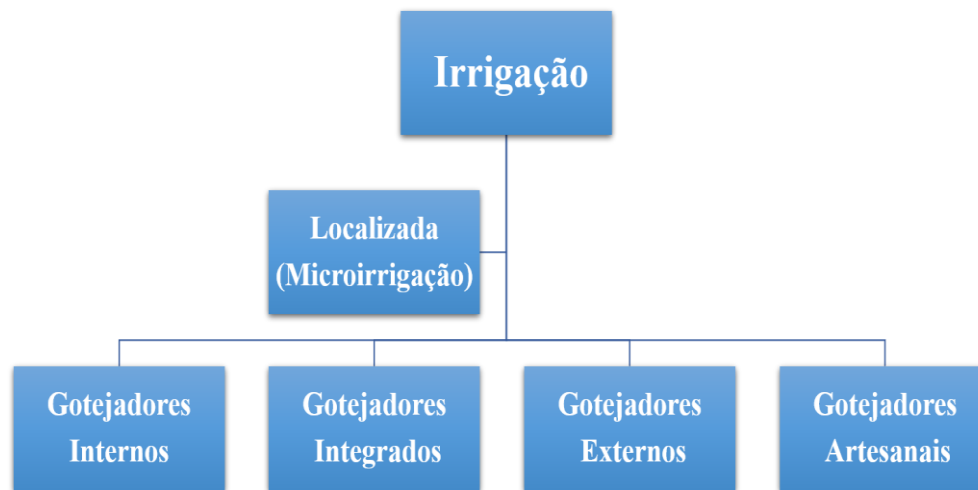 Irrigação
Localizada
(Microirrigação)
Gotejadores
Internos
Gotejadores
Integrados
Gotejadores
Externos
Gotejadores
Artesanais